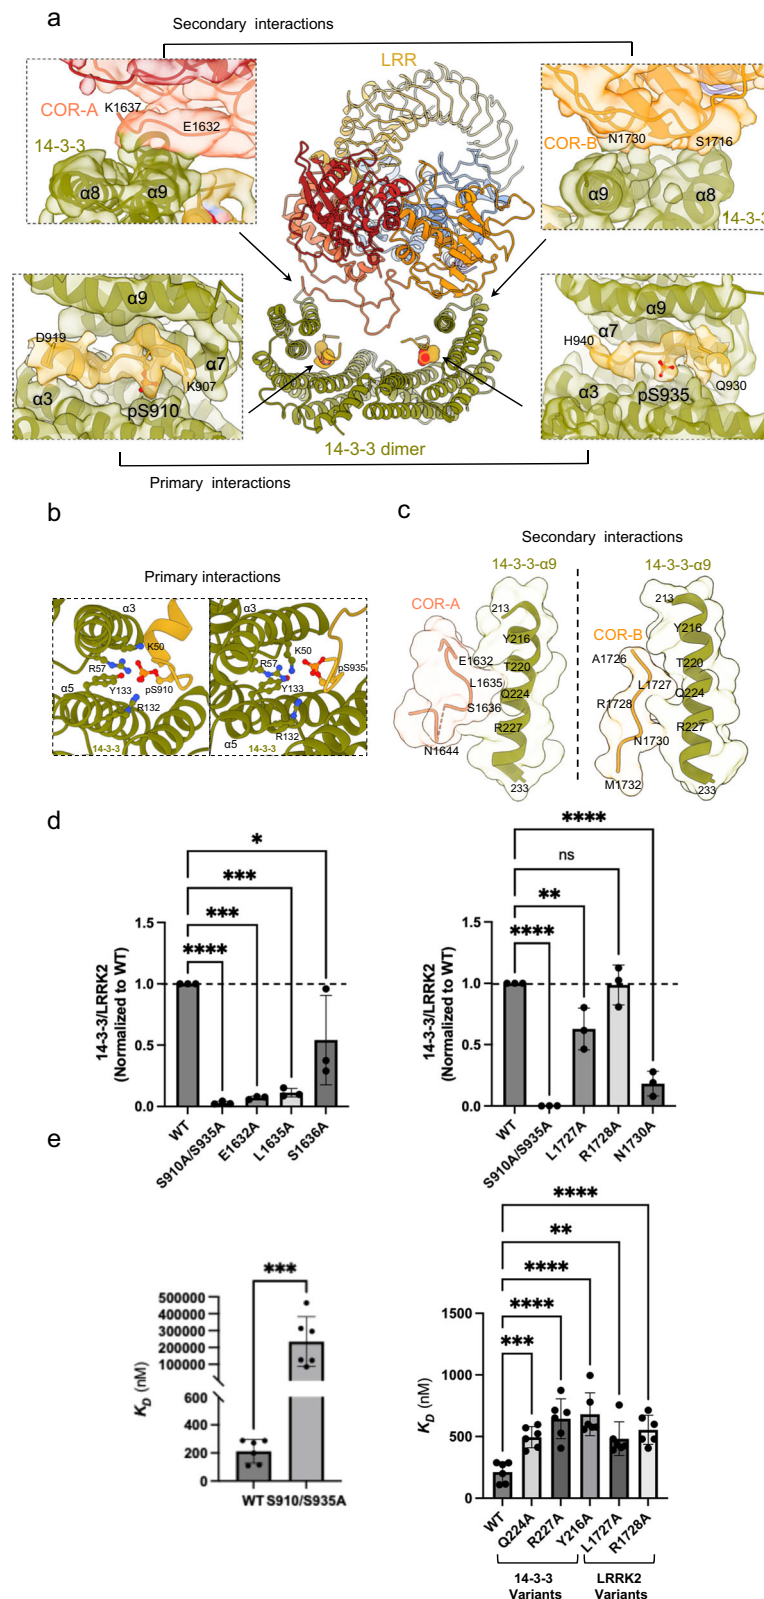 a
Secondary interactions
LRR
COR-A
K1637
E1632
14-3-3
α8
α9
COR-B
N1730
S1716
α9
α8
14-3-3
α9
D919
α7
K907
α3
pS910
α9
α7
H940
Q930
α3
pS935
14-3-3 dimer
Primary interactions
b
Primary interactions
α3
K50
R57
α5
Y133
pS910
R132
14-3-3
α3
K50
R57
pS935
Y133
R132
α5
14-3-3
c
Secondary interactions
14-3-3-α9
COR-A
213
Y216
E1632
T220
L1635
Q224
S1636
R227
N1644
233
14-3-3-α9
213
COR-B
Y216
A1726
T220
L1727
Q224
R1728
R227
N1730
M1732
233
d
14-3-3/LRRK2
(Normalized to WT)
1.5
1.0
0.5
0.0
*
***
***
****
WT
S910A/S935A
E1632A
L1635A
S1636A
14-3-3/LRRK2
(Normalized to WT)
1.5
1.0
0.5
0.0
****
ns
**
****
WT
S910A/S935A
L1727A
R1728A
N1730A
e
K_D (nM)
500000
400000
300000
200000
100000
600
400
200
0
***
WT
S910/S935A
K_D (nM)
1500
1000
500
0
****
**
****
****
***
WT
Q224A
R227A
Y216A
L1727A
R1728A
14-3-3
Variants
LRRK2
Variants